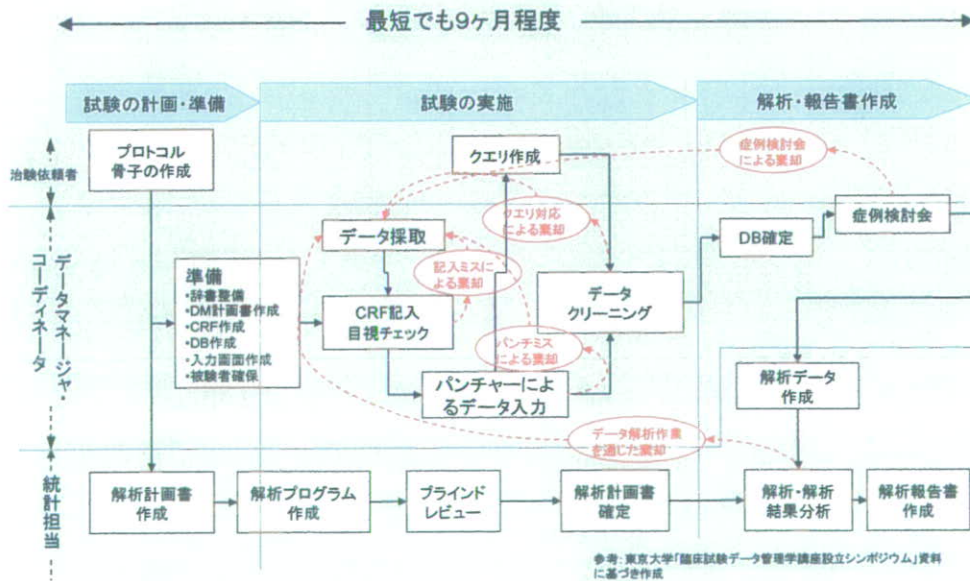 最短でも9ヶ月程度
試験の計画・準備
試験の実施
解析・報告書作成
治験依頼者
プロトコル
骨子の作成
クエリ作成
症例検討会
による棄却
データマネージャ・
コーディネータ
データ採取
クエリ対応
による棄却
DB確定
症例検討会
準備
・辞書整備
・DM計画書作成
・CRF作成
・DB作成
・入力画面作成
・被験者確保
記入ミスに
よる棄却
CRF記入
目視チェック
データ
クリーニング
パンチミス
による棄却
パンチャーによ
るデータ入力
解析データ
作成
データ解析作業
を通じた棄却
統計担当
解析計画書
作成
解析プログラム
作成
ブラインド
レビュー
解析計画書
確定
解析・解析
結果分析
解析報告書
作成
参考：東京大学「臨床試験データ管理学講座設立シンポジウム」資料
に基づき作成